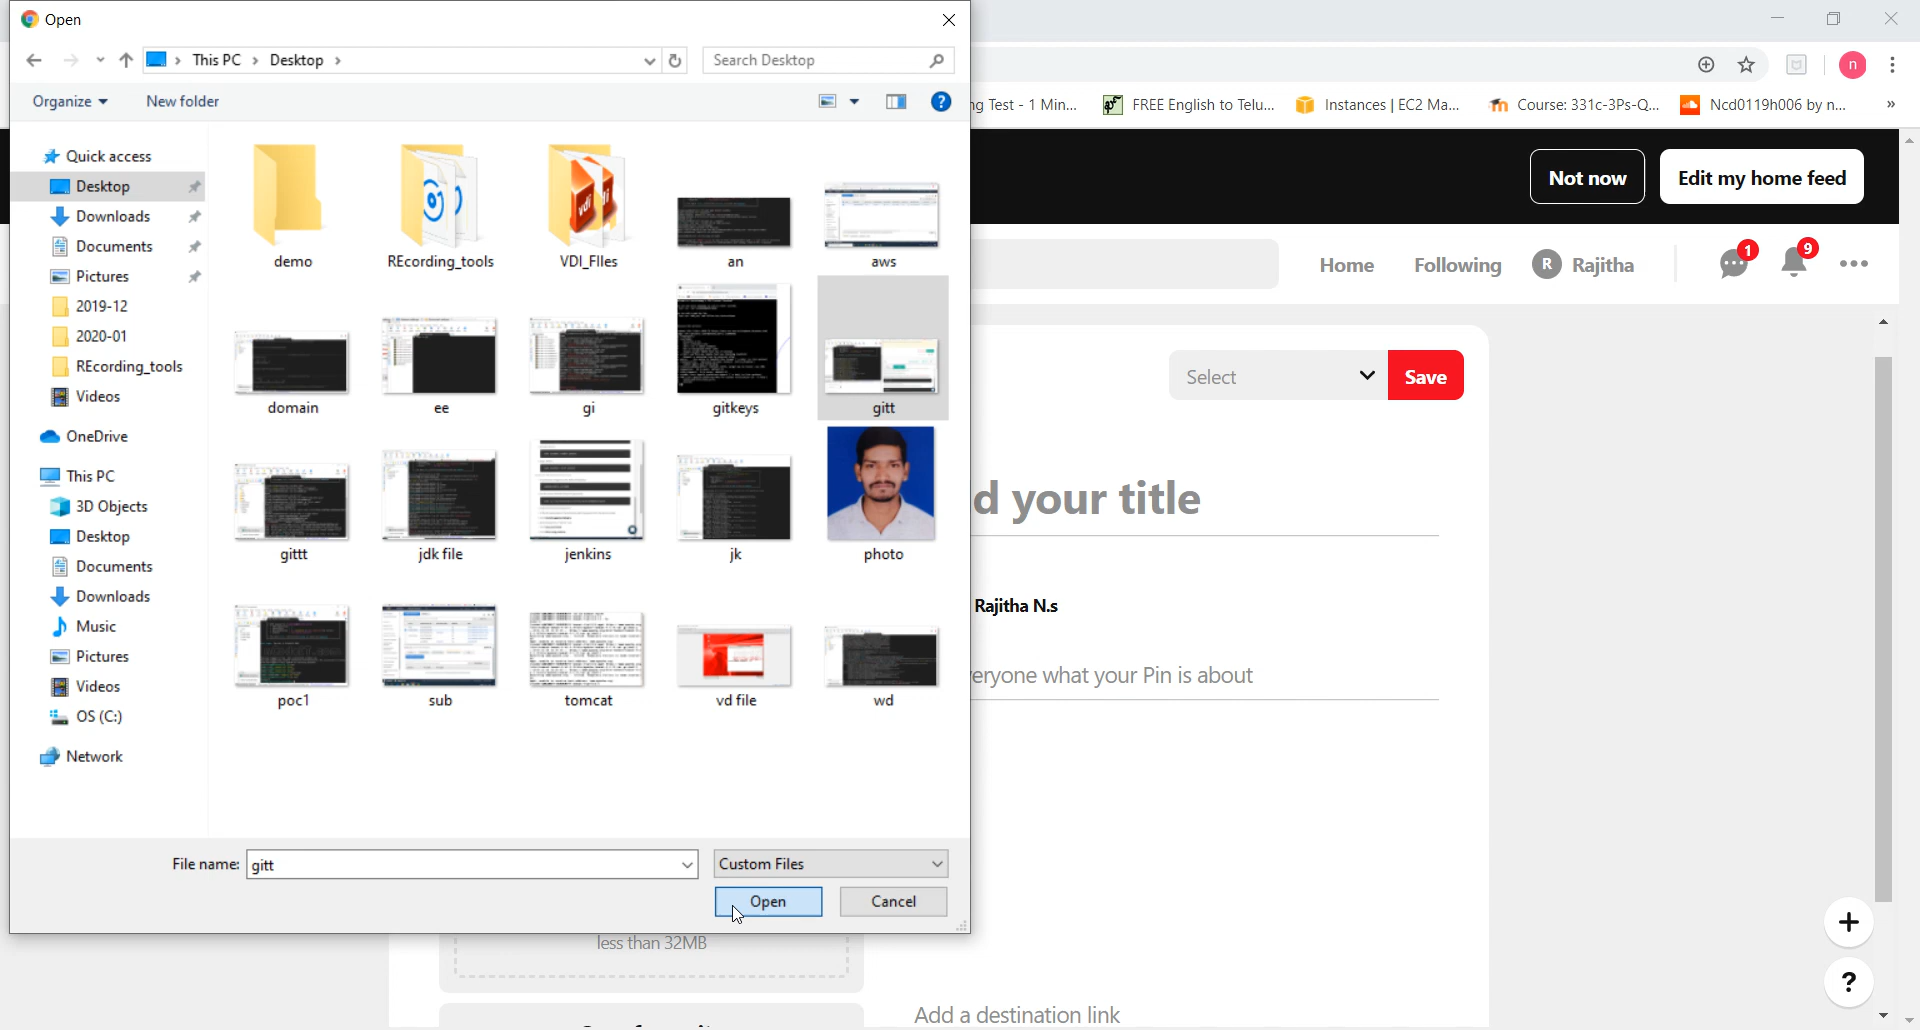 Open
This PC
Desktop
Search Desktop
n
Organize
New folder
ng Test - 1 Min...
FREE English to Telu...
Instances | EC2 Ma...
Course: 331c-3Ps-Q...
Ncd0119h006 by n...
»
Not now
Edit my home feed
Quick access
Desktop
Downloads
Documents
Pictures
2019-12
2020-01
REcording_tools
Videos
OneDrive
This PC
3D Objects
Desktop
Documents
Downloads
Music
Pictures
Videos
OS (C:)
Network
demo
REcording_tools
VDI_FIles
an
aws
domain
ee
gi
gitkeys
gitt
gittt
jdk file
jenkins
jk
photo
poc1
sub
tomcat
vd file
wd
Home
Following
R
Rajitha
1
9
Select
Save
d your title
Rajitha N.s
eryone what your Pin is about
File name:
gitt
Custom Files
Open
Cancel
less than 32MB
Add a destination link
+
?